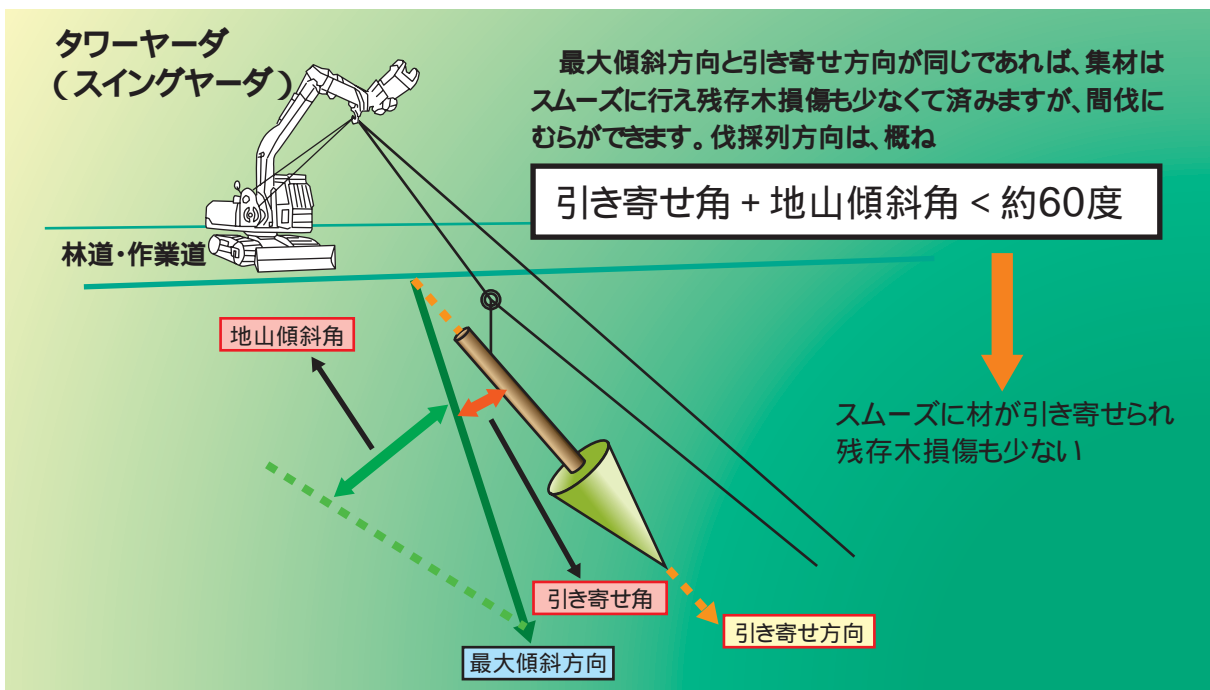 タワーヤーダ
（スイングヤーダ）
最大傾斜方向と引き寄せ方向が同じであれば、集材は
スムーズに行え残存木損傷も少なくて済みますが、間伐に
むらができます。伐採列方向は、概ね
引き寄せ角 + 地山傾斜角 < 約60度
林道・作業道
地山傾斜角
スムーズに材が引き寄せられ
残存木損傷も少ない
引き寄せ角
引き寄せ方向
最大傾斜方向